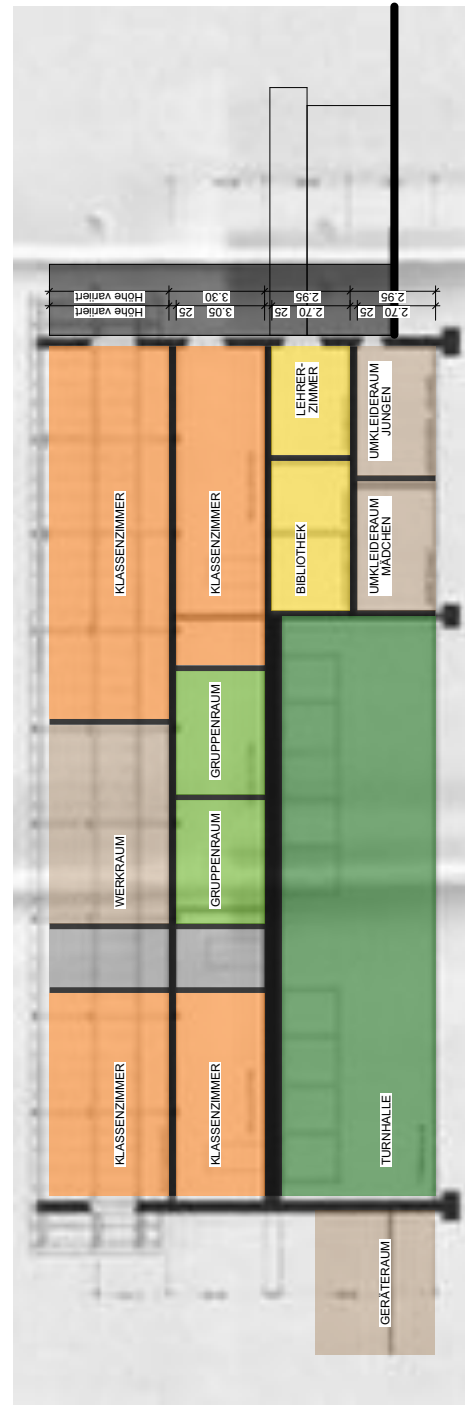 KLASSENZIMMER
WERKRAUM
KLASSENZIMMER
KLASSENZIMMER
GRUPPENRAUM
GRUPPENRAUM
KLASSENZIMMER
BIBLIOTHEK
LEHRER-
ZIMMER
GERÄTERAUM
TURNHALLE
UMKLEIDERAUM
MÄDCHEN
UMKLEIDERAUM
JUNGEN
Höhe variiert
3.30
2.95
2.95
Höhe variiert
25
3.05
25
2.70
25
2.70